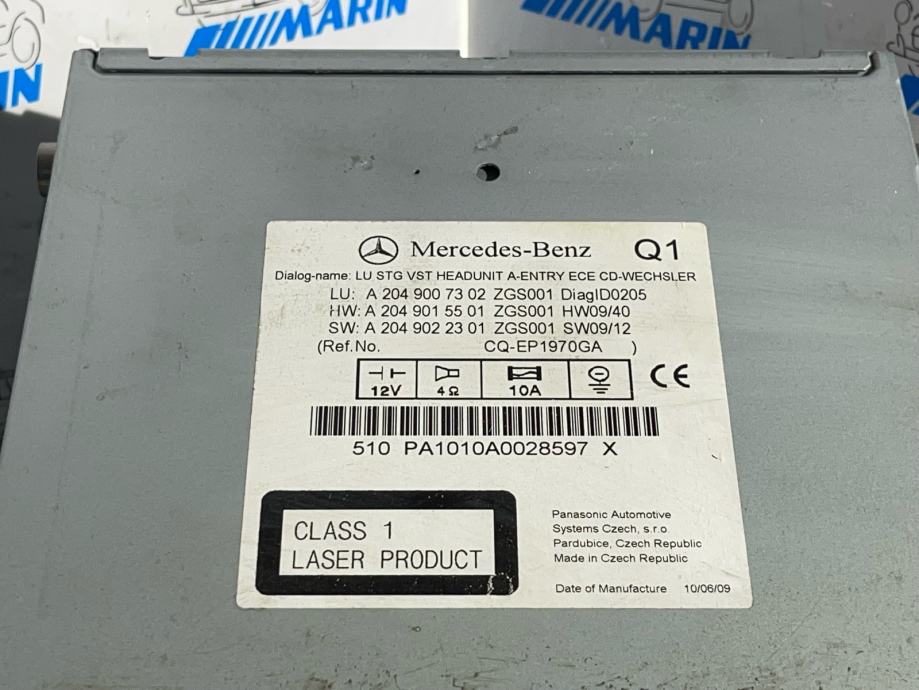 MARIN
MARIN
ARIN
Mercedes-Benz Q1
Dialog-name: LU STG VST HEADUNIT A-ENTRY ECE CD-WECHSLER
LU: A 204 900 73 02 ZGS001 DiagID0205
HW: A 204 901 55 01 ZGS001 HW09/40
SW: A 204 902 23 01 ZGS001 SW09/12
(Ref.No. CQ-EP1970GA )
12V 4Ω 10A CE
510 PA1010A0028597 X
CLASS 1
LASER PRODUCT
Panasonic Automotive
Systems Czech, s.r.o.
Pardubice, Czech Republic
Made in Czech Republic
Date of Manufacture 10/06/09